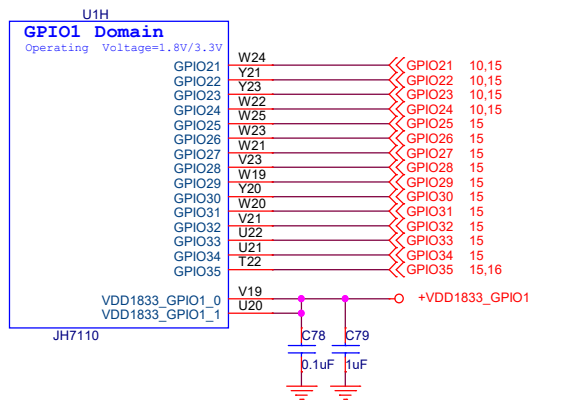 U1H
GPIO1 Domain
Operating Voltage=1.8V/3.3V
GPIO21 W24 GPIO21 10,15
GPIO22 Y21 GPIO22 10,15
GPIO23 Y23 GPIO23 10,15
GPIO24 W22 GPIO24 10,15
GPIO25 W25 GPIO25 15
GPIO26 W23 GPIO26 15
GPIO27 W21 GPIO27 15
GPIO28 V23 GPIO28 15
GPIO29 W19 GPIO29 15
GPIO30 Y20 GPIO30 15
GPIO31 W20 GPIO31 15
GPIO32 V21 GPIO32 15
GPIO33 U22 GPIO33 15
GPIO34 U21 GPIO34 15
GPIO35 T22 GPIO35 15,16
VDD1833_GPIO1_0 V19 +VDD1833_GPIO1
VDD1833_GPIO1_1 U20
JH7110 C78 C79
0.1uF 1uF